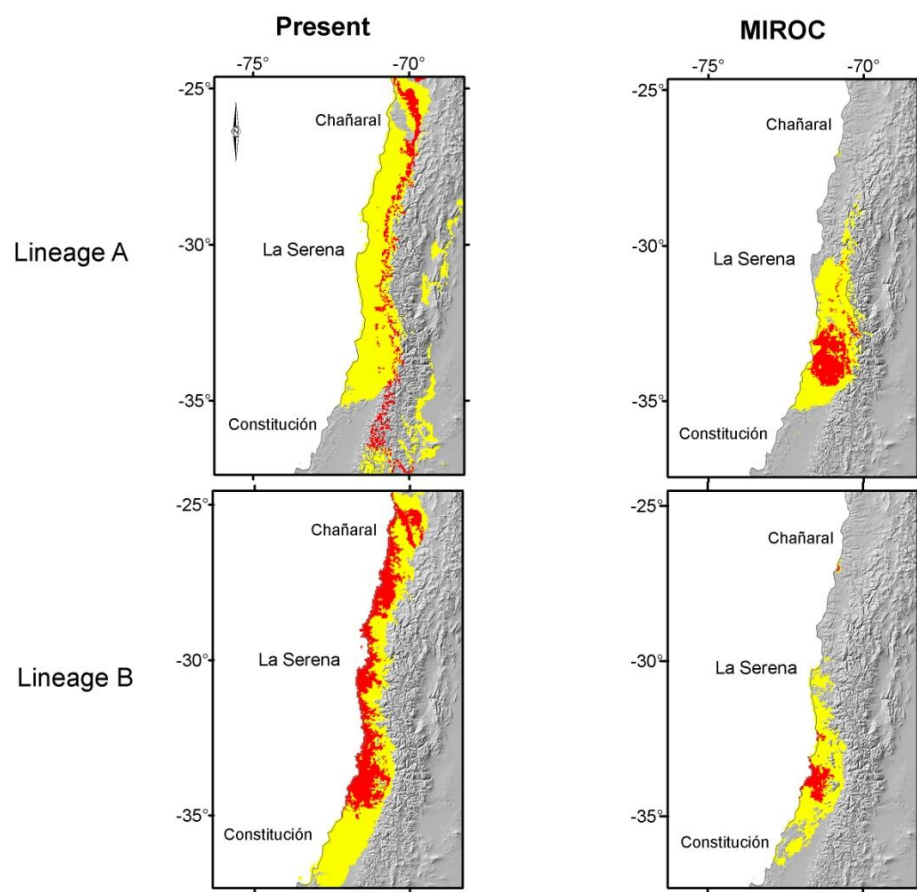 Present
MIROC
-75° -70°
-75° -70°
-25°
Chañaral
-30°
La Serena
-35°
Constitución
Lineage A
-25°
Chañaral
-30°
La Serena
-35°
Constitución
-25°
Chañaral
-30°
La Serena
-35°
Constitución
Lineage B
-25°
Chañaral
-30°
La Serena
-35°
Constitución